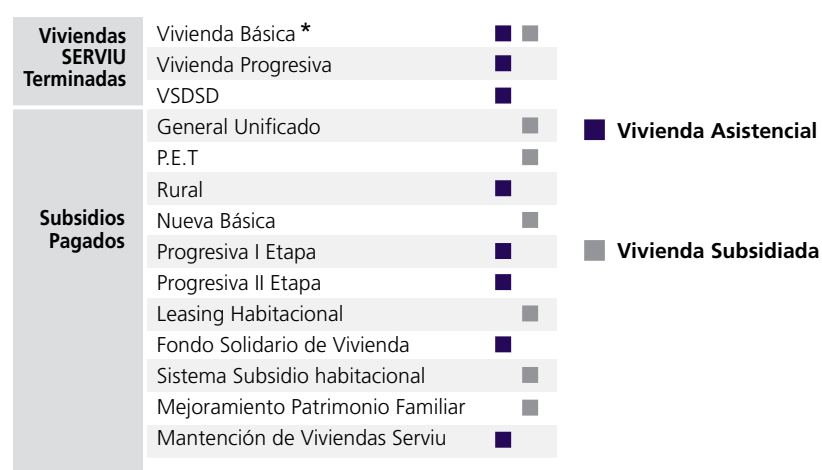 Viviendas
SERVIU
Terminadas
Vivienda Básica *
Vivienda Progresiva
VSDSD
Subsidios
Pagados
General Unificado
P.E.T
Rural
Nueva Básica
Progresiva I Etapa
Progresiva II Etapa
Leasing Habitacional
Fondo Solidario de Vivienda
Sistema Subsidio habitacional
Mejoramiento Patrimonio Familiar
Mantención de Viviendas Serviu
Vivienda Asistencial
Vivienda Subsidiada